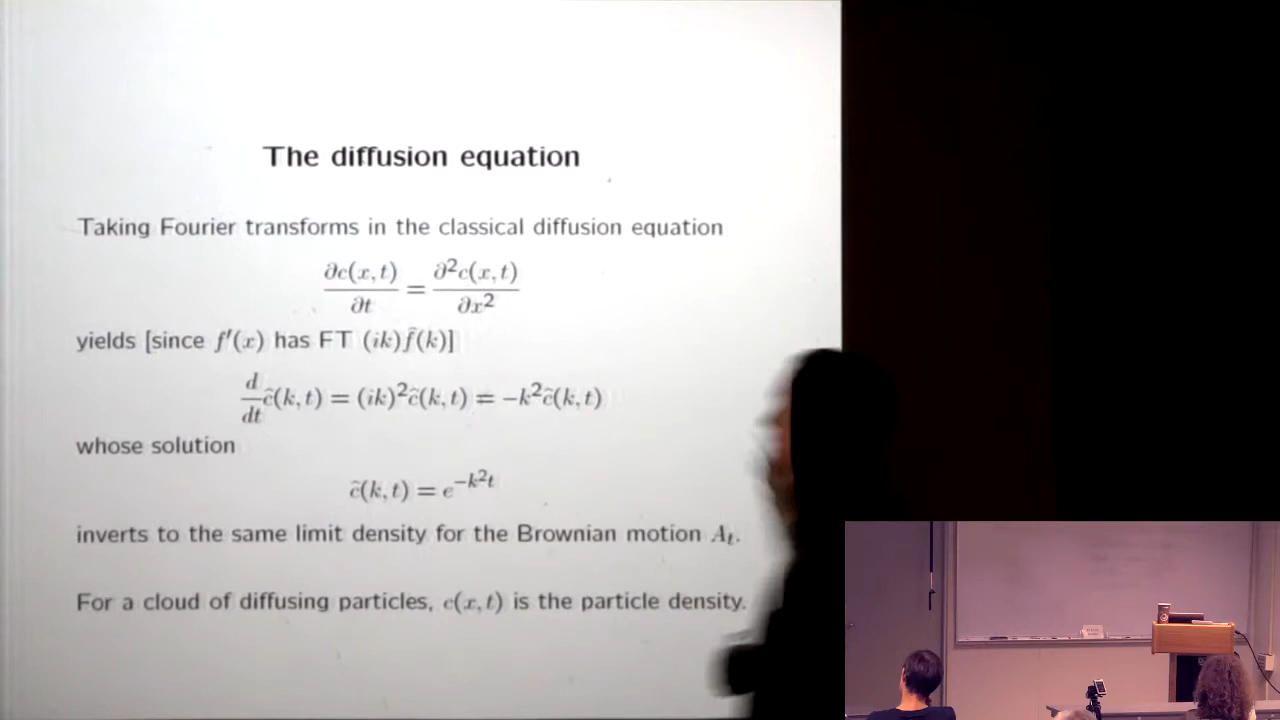 The diffusion equation
Taking Fourier transforms in the classical diffusion equation
∂c(x, t)/∂t = ∂²c(x, t)/∂x²
yields [since f′(x) has FT (ik)f̂(k)]
d/dt ĉ(k, t) = (ik)²ĉ(k, t) = −k²ĉ(k, t)
whose solution
ĉ(k, t) = e^{−k²t}
inverts to the same limit density for the Brownian motion A_t.
For a cloud of diffusing particles, c(x, t) is the particle density.